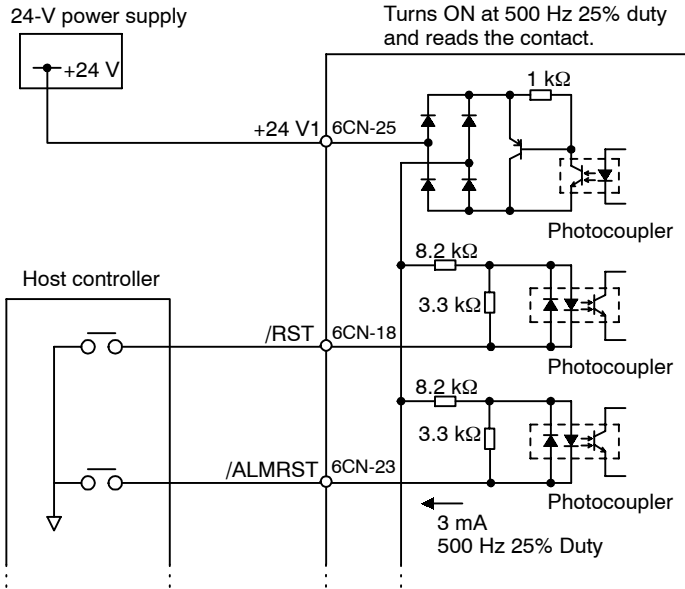 24-V power supply
Turns ON at 500 Hz 25% duty
and reads the contact.
+24 V
1 kΩ
+24 V1
6CN-25
Photocoupler
8.2 kΩ
Host controller
3.3 kΩ
/RST
6CN-18
Photocoupler
8.2 kΩ
3.3 kΩ
/ALMRST
6CN-23
Photocoupler
3 mA
500 Hz 25% Duty